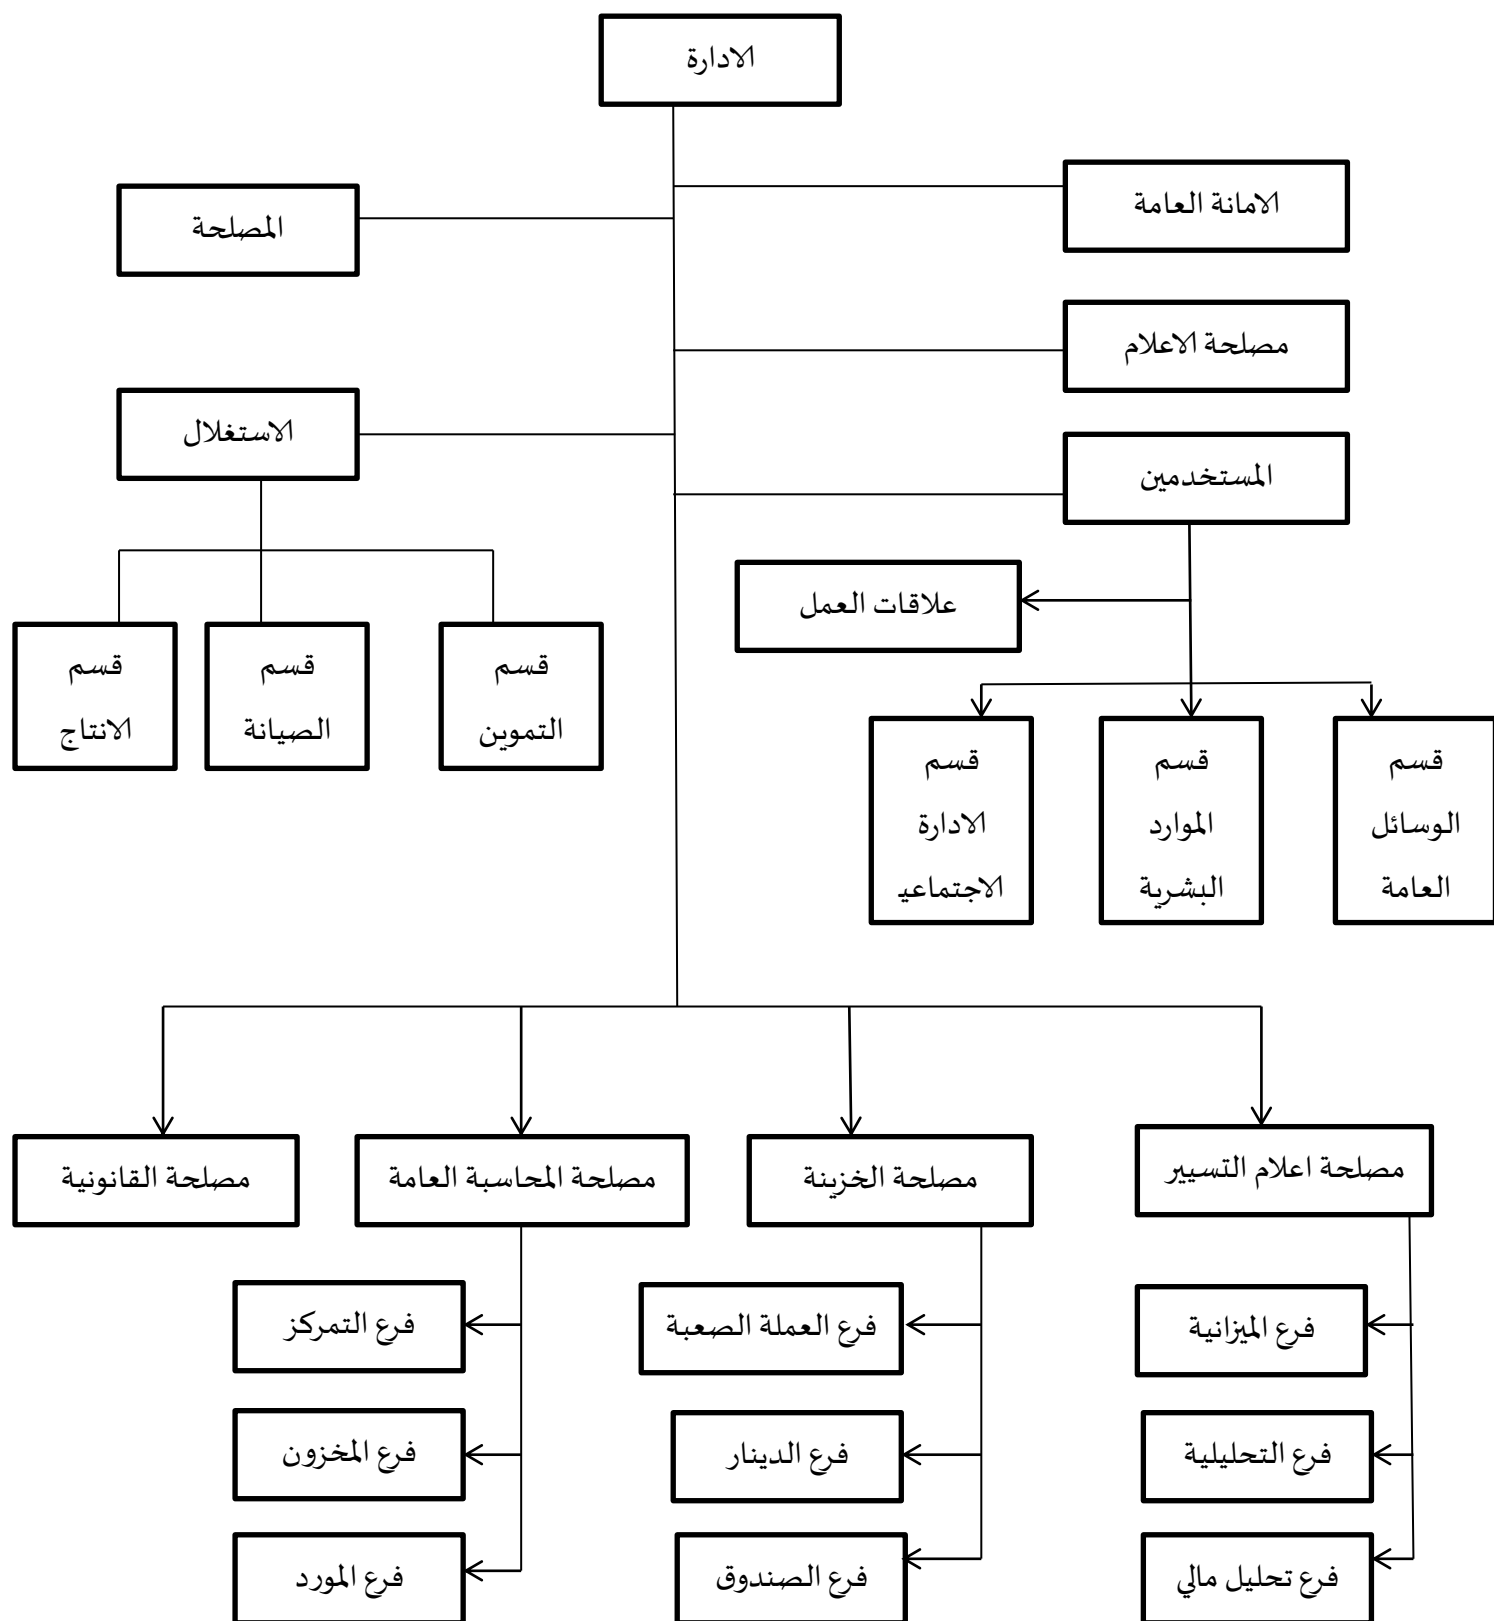 الادارة
الامانة العامة
المصلحة
مصلحة الاعلام
الاستغلال
المستخدمين
علاقات العمل
قسم
التموين
قسم
الصيانة
قسم
الانتاج
قسم
الوسائل
العامة
قسم
الموارد
البشرية
قسم
الادارة
الاجتماعيـ
مصلحة اعلام التسيير
مصلحة الخزينة
مصلحة المحاسبة العامة
مصلحة القانونية
فرع الميزانية
فرع العملة الصعبة
فرع التمركز
فرع التحليلية
فرع الدينار
فرع المخزون
فرع تحليل مالي
فرع الصندوق
فرع المورد